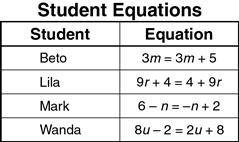 Student Equations
Student Equation
Beto 3m = 3m + 5
Lila 9r + 4 = 4 + 9r
Mark 6 – n = –n + 2
Wanda 8u – 2 = 2u + 8